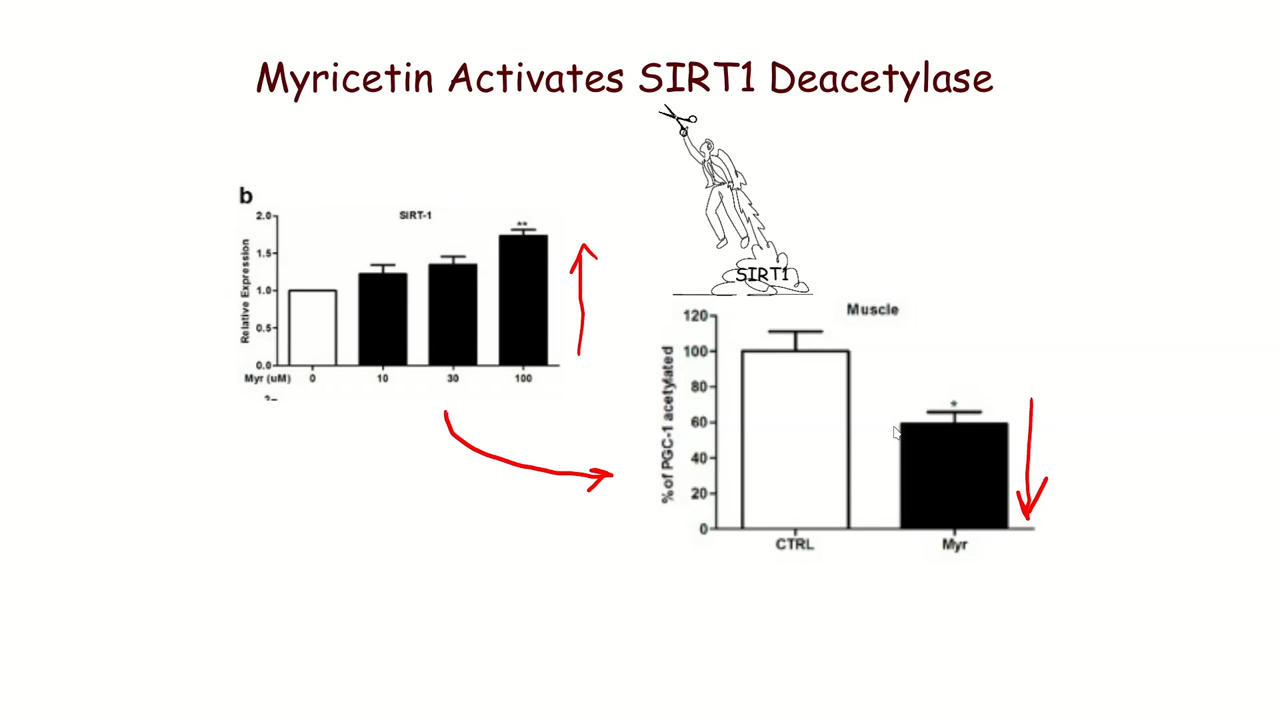 Myricetin Activates SIRT1 Deacetylase
b
SIRT-1
Relative Expression
2.0
1.5
1.0
0.5
0.0
**
Myr (uM) 0 10 30 100
2-
SIRT1
Muscle
% of PGC-1 acetylated
120
100
80
60
40
20
0
*
CTRL Myr